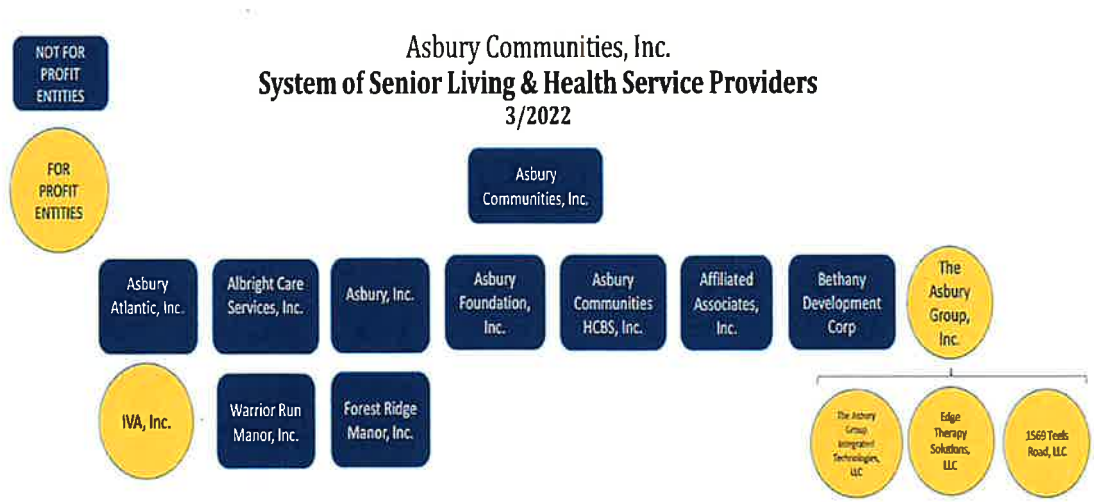 NOT FOR
PROFIT
ENTITIES
Asbury Communities, Inc.
System of Senior Living & Health Service Providers
3/2022
FOR
PROFIT
ENTITIES
Asbury
Communities, Inc.
Asbury
Atlantic, Inc.
Albright Care
Services, Inc.
Asbury, Inc.
Asbury
Foundation,
Inc.
Asbury
Communities
HCBS, Inc.
Affiliated
Associates,
Inc.
Bethany
Development
Corp
The
Asbury
Group,
Inc.
IVA, Inc.
Warrior Run
Manor, Inc.
Forest Ridge
Manor, Inc.
The Asbury
Group
Integrated
Technologies,
LLC
Edge
Therapy
Solutions,
LLC
1569 Teels
Road, LLC